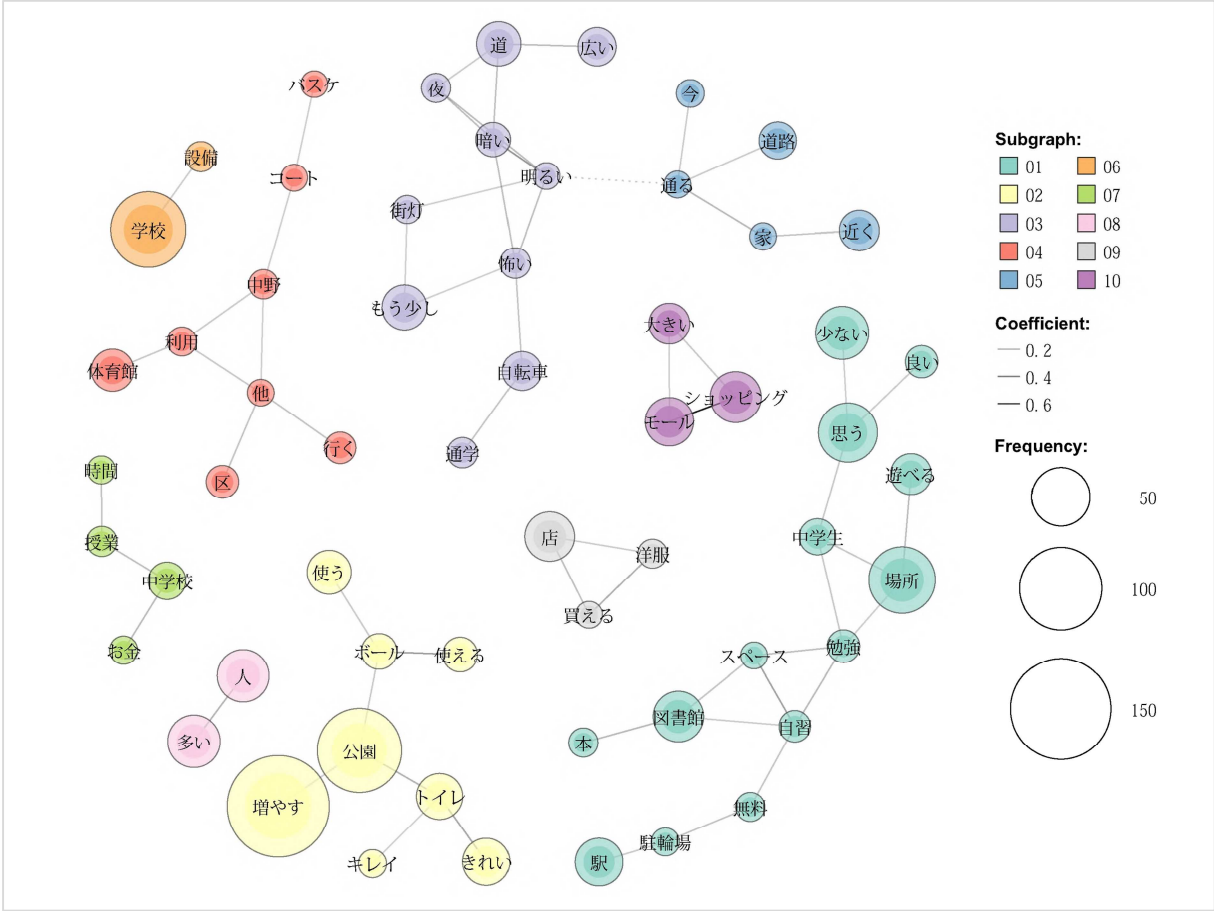 道
広い
夜
バスケ
今
暗い
道路
設備
コート
明るい
通る
街灯
学校
家
近く
怖い
中野
もう少し
大きい
少ない
利用
良い
体育館
自転車
他
ショッピング
モール
思う
行く
通学
時間
遊べる
区
店
中学生
授業
洋服
使う
中学校
場所
買える
お金
ボール
使える
スペース
勉強
人
図書館
自習
多い
本
公園
増やす
トイレ
無料
駐輪場
キレイ
きれい
駅
Subgraph:
01
02
03
04
05
06
07
08
09
10
Coefficient:
0.2
0.4
0.6
Frequency:
50
100
150